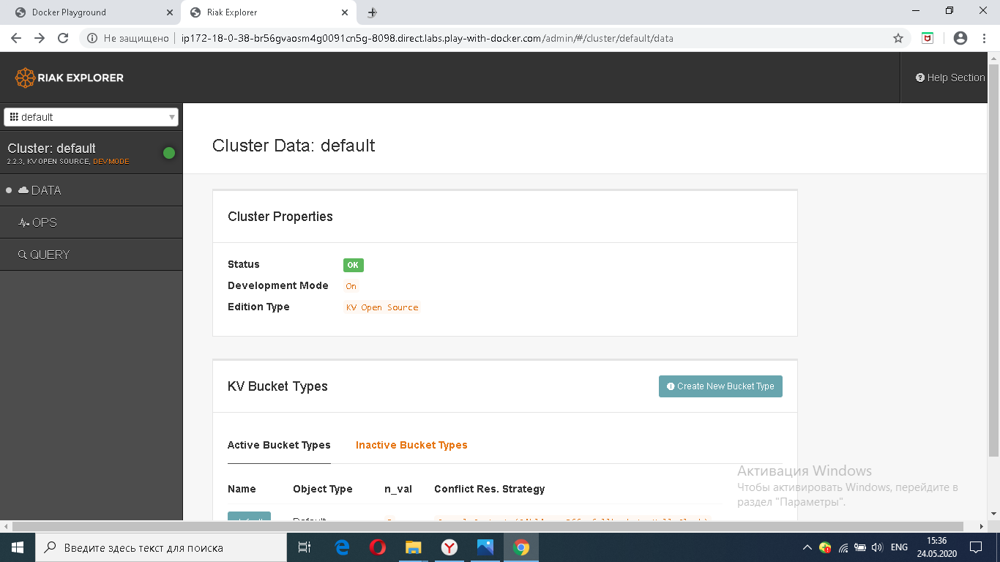 Docker Playground
Riak Explorer
Не защищено
ip172-18-0-38-br56gvaosm4g0091cn5g-8098.direct.labs.play-with-docker.com/admin/#/cluster/default/data
RIAK EXPLORER
Help Section
default
Cluster: default
2.2.3, KV OPEN SOURCE, DEVMODE
DATA
OPS
QUERY
Cluster Data: default
Cluster Properties
Status OK
Development Mode On
Edition Type KV Open Source
KV Bucket Types
Create New Bucket Type
Active Bucket Types Inactive Bucket Types
Name Object Type n_val Conflict Res. Strategy
Активация Windows
Чтобы активировать Windows, перейдите в
раздел "Параметры".
default Default
Введите здесь текст для поиска
ENG
15:36
24.05.2020